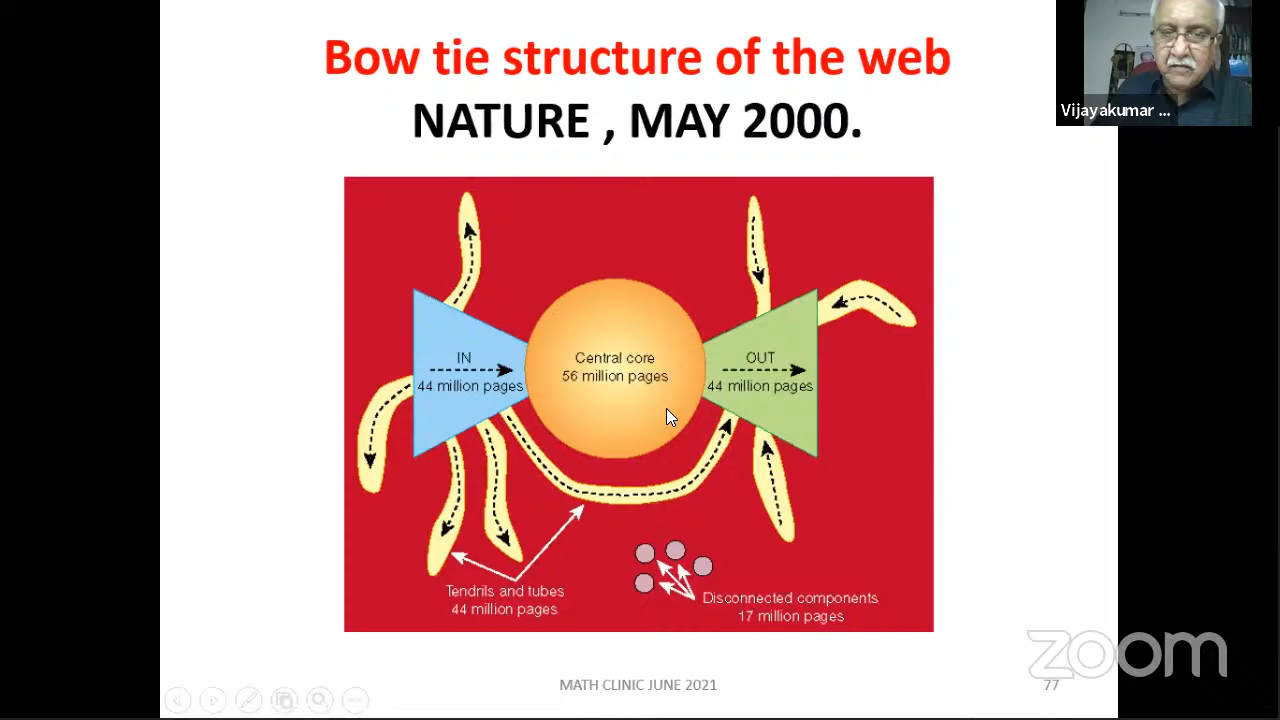 Bow tie structure of the web
NATURE , MAY 2000.
Vijayakumar ...
IN
44 million pages
Central core
56 million pages
OUT
44 million pages
Tendrils and tubes
44 million pages
Disconnected components
17 million pages
zoom
MATH CLINIC JUNE 2021
77